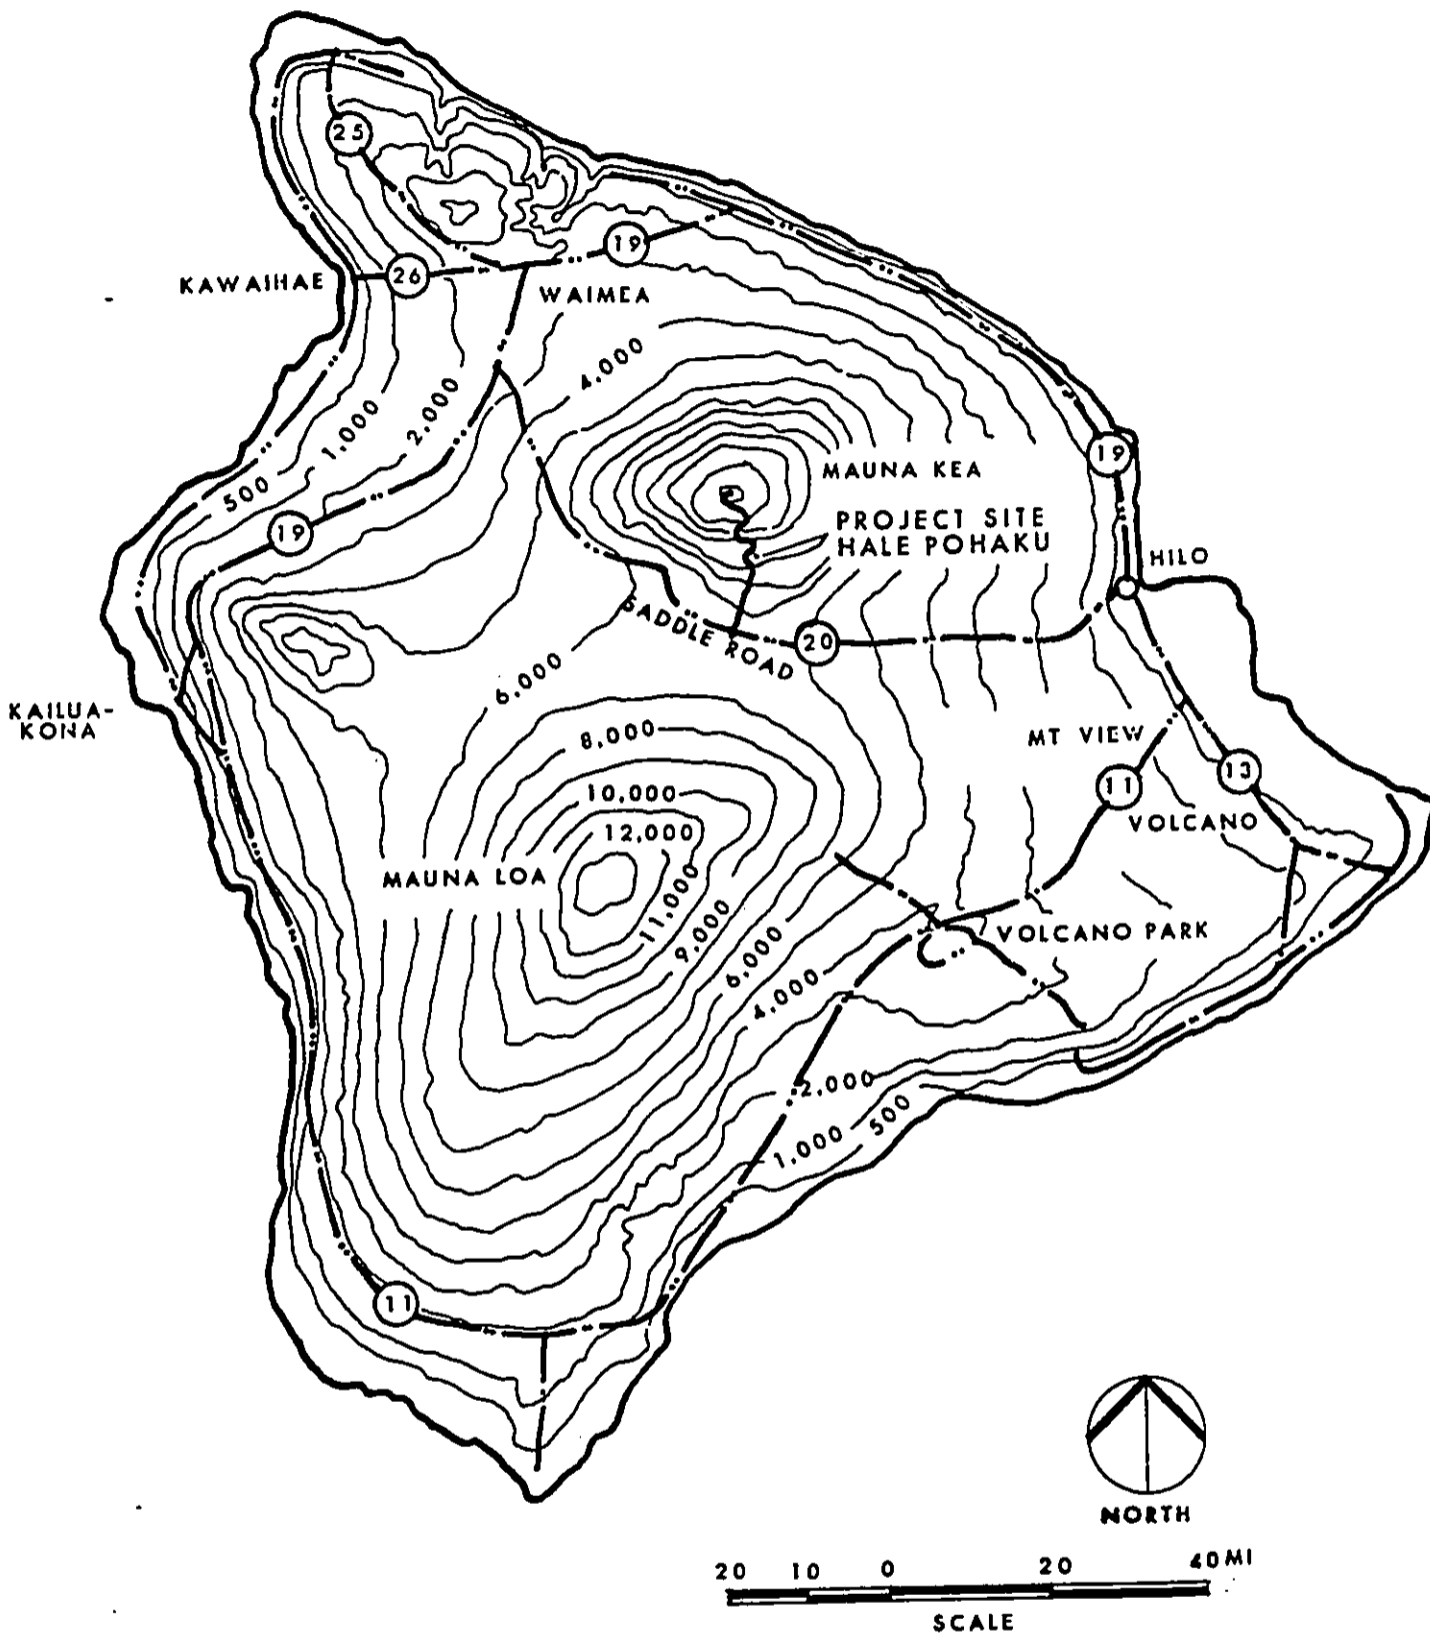 25
19
KAWAIHAE
26
WAIMEA
4,000
2,000
1,000
500
19
MAUNA KEA
19
PROJECT SITE
HALE POHAKU
HILO
SADDLE ROAD
20
6,000
KAILUA-
KONA
8,000
MT VIEW
13
11
10,000
VOLCANO
12,000
MAUNA LOA
11,000
9,000
VOLCANO PARK
6,000
4,000
2,000
500
1,000
11
NORTH
20 10 0 20 40 MI
SCALE